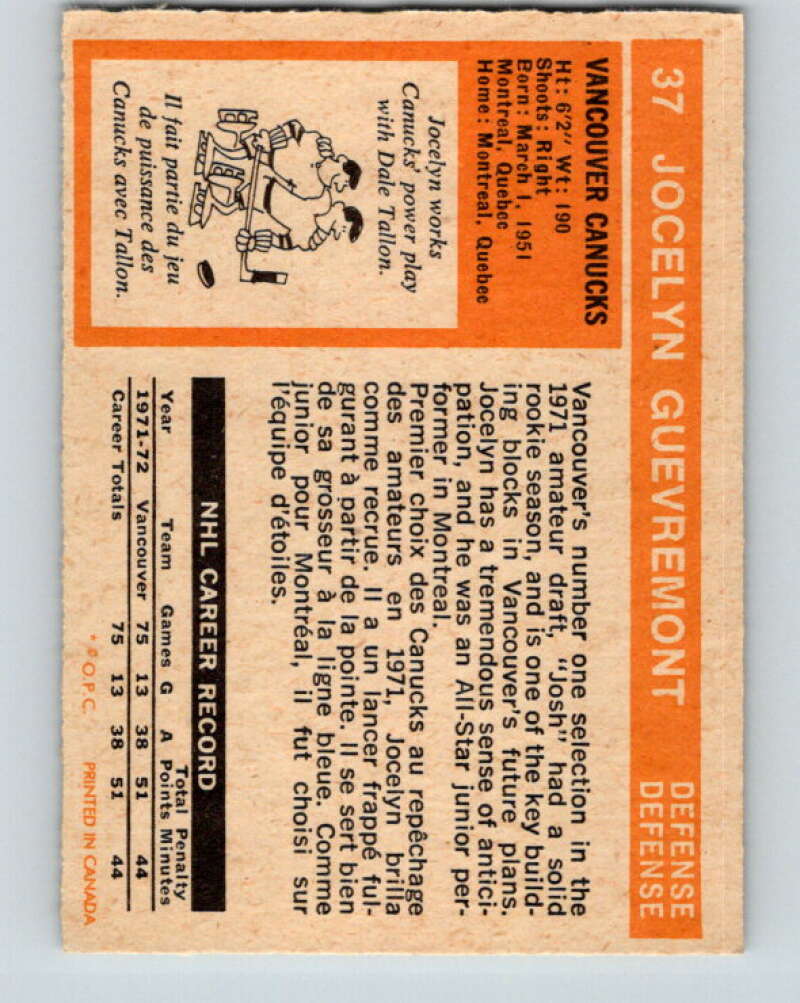 37 JOCELYN GUEVREMONT
DEFENSE
DEFENSE
VANCOUVER CANUCKS
Ht: 6'2" Wt: 190
Shoots: Right
Born: March 1, 1951
Montreal, Quebec
Home: Montreal, Quebec
Jocelyn works
Canucks' power play
with Dale Tallon.
Il fait partie du jeu
de puissance des
Canucks avec Tallon.
Vancouver's number one selection in the
1971 amateur draft, "Josh" had a solid
rookie season, and is one of the key build-
ing blocks in Vancouver's future plans.
Jocelyn has a tremendous sense of antici-
pation, and he was an All-Star junior per-
former in Montreal.
Premier choix des Canucks au repêchage
des amateurs en 1971, Jocelyn brilla
comme recrue. Il a un lancer frappé ful-
gurant à partir de la pointe. Il se sert bien
de sa grosseur à la ligne bleue. Comme
junior pour Montréal, il fut choisi sur
l'équipe d'étoiles.
NHL CAREER RECORD
Total Penalty
Year Team Games G A Points Minutes
1971-72 Vancouver 75 13 38 51 44
Career Totals 75 13 38 51 44
* © O.P.C. PRINTED IN CANADA